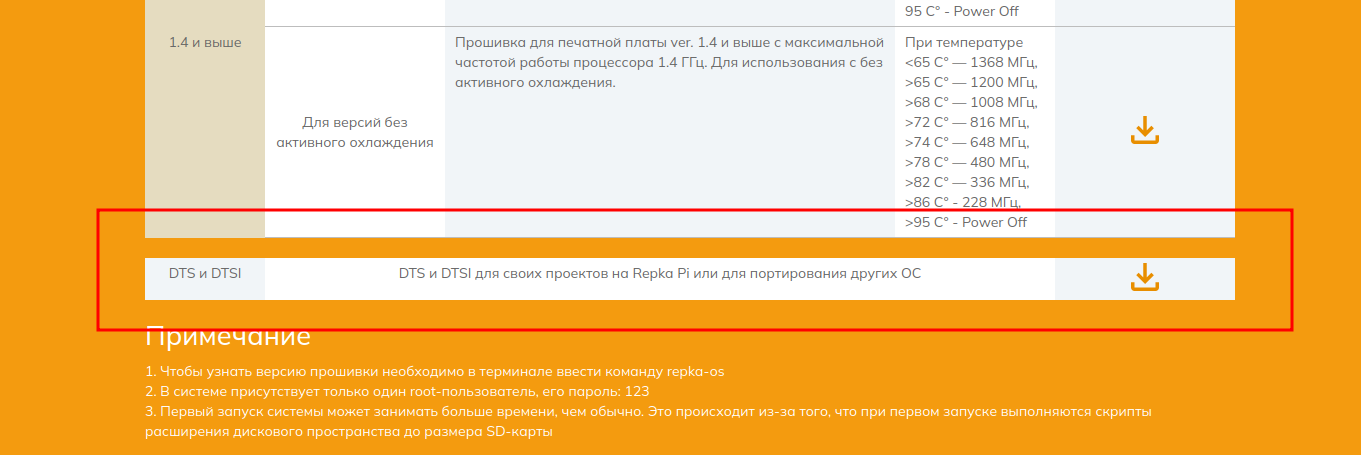 95 C° - Power Off
1.4 и выше
Прошивка для печатной платы ver. 1.4 и выше с максимальной
частотой работы процессора 1.4 ГГц. Для использования с без
активного охлаждения.
Для версий без
активного охлаждения
При температуре
<65 C° — 1368 МГц,
>65 C° — 1200 МГц,
>68 C° — 1008 МГц,
>72 C° — 816 МГц,
>74 C° — 648 МГц,
>78 C° — 480 МГц,
>82 C° — 336 МГц,
>86 C° - 228 МГц,
>95 C° - Power Off
DTS и DTSI
DTS и DTSI для своих проектов на Repka Pi или для портирования других ОС
Примечание
1. Чтобы узнать версию прошивки необходимо в терминале ввести команду repka-os
2. В системе присутствует только один root-пользователь, его пароль: 123
3. Первый запуск системы может занимать больше времени, чем обычно. Это происходит из-за того, что при первом запуске выполняются скрипты
расширения дискового пространства до размера SD-карты